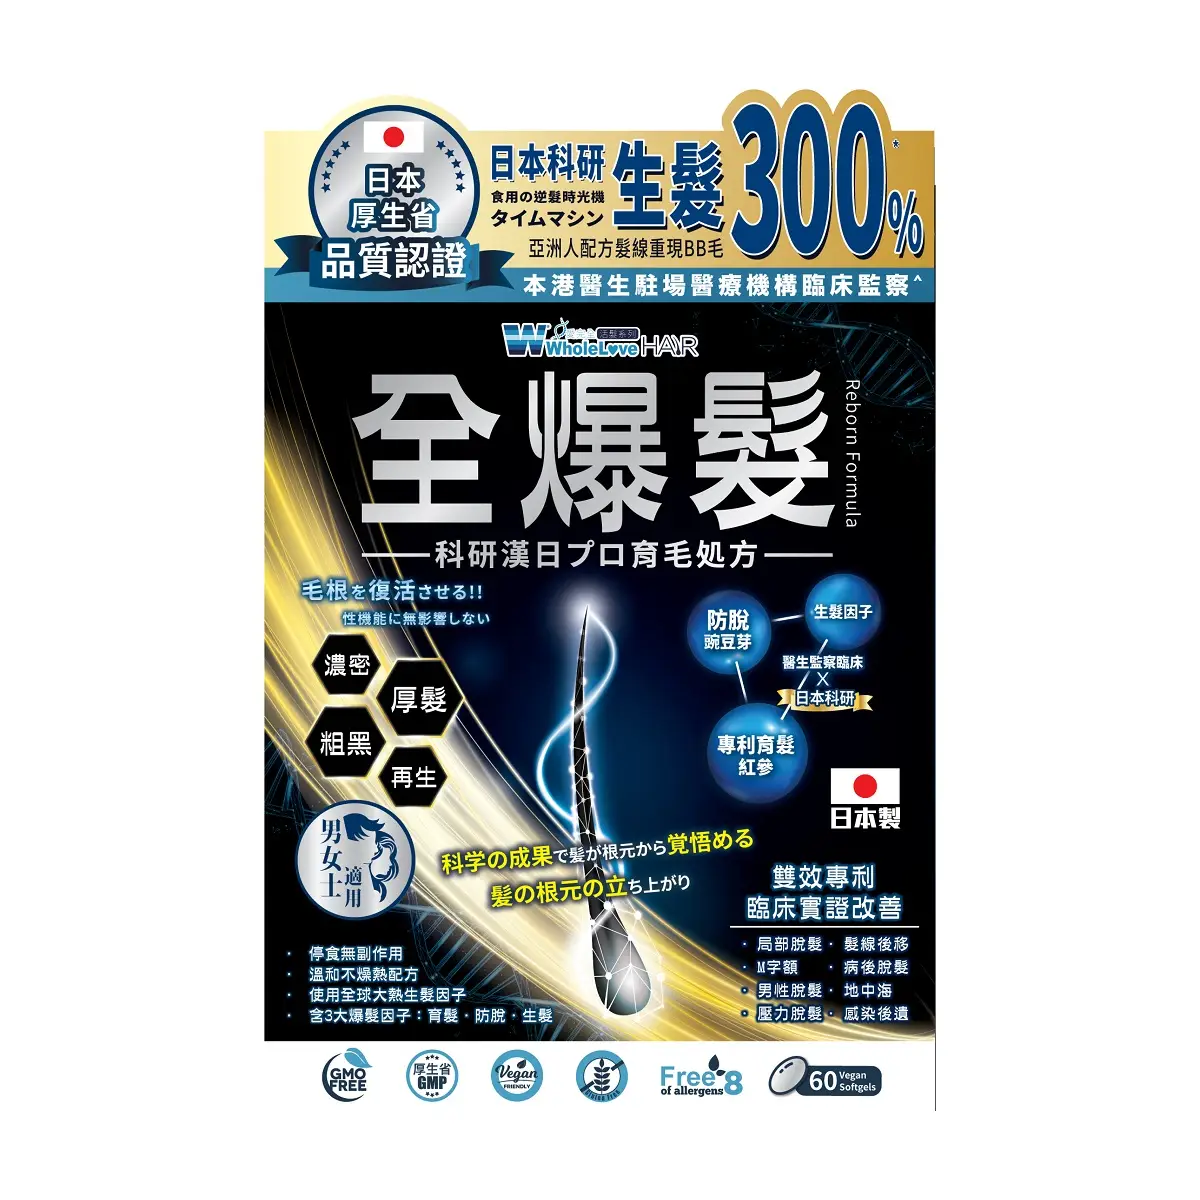 日本
厚生省
品質認證
日本科研
食用の逆髮時光機
タイムマシン
生髮
300%*
亞洲人配方髮線重現BB毛
本港醫生駐場醫療機構臨床監察^
活髮系列
WholeLove HAIR
全爆髮
Reborn Formula
科研漢日プロ育毛処方
毛根を復活させる!!
性機能に無影響しない
濃密
厚髮
粗黑
再生
防脫
豌豆芽
生髮因子
醫生監察臨床
X
日本科研
專利育髮
紅參
日本製
男女士
適用
科学の成果で髪が根元から覚悟める
髪の根元の立ち上がり
雙效專利
臨床實證改善
· 局部脫髮 · 髮線後移
· M字額 · 病後脫髮
· 男性脫髮 · 地中海
· 壓力脫髮 · 感染後遺
· 停食無副作用
· 溫和不燥熱配方
· 使用全球大熱生髮因子
· 含3大爆髮因子：育髮·防脫·生髮
GMO
FREE
厚生省
GMP
Vegan
FRIENDLY
Free 8
of allergens
60 Vegan
Softgels